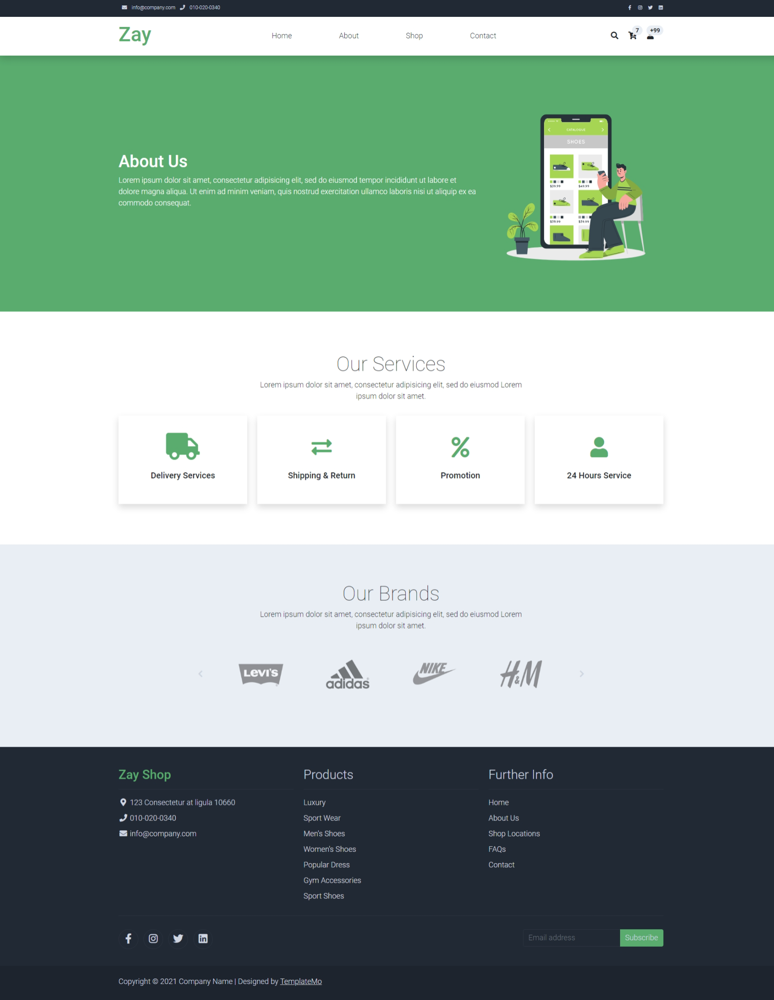 info@company.com 010-020-0340
Zay
Home About Shop Contact
7 +99
CATALOGUE
SHOES
$39.99 $49.99
$39.99 $39.99
About Us
Lorem ipsum dolor sit amet, consectetur adipisicing elit, sed do eiusmod tempor incididunt ut labore et
dolore magna aliqua. Ut enim ad minim veniam, quis nostrud exercitation ullamco laboris nisi ut aliquip ex ea
commodo consequat.
Our Services
Lorem ipsum dolor sit amet, consectetur adipisicing elit, sed do eiusmod Lorem
ipsum dolor sit amet.
Delivery Services
Shipping & Return
Promotion
24 Hours Service
Our Brands
Lorem ipsum dolor sit amet, consectetur adipisicing elit, sed do eiusmod Lorem
ipsum dolor sit amet.
LEVI'S
adidas
NIKE
H&M
Zay Shop
123 Consectetur at ligula 10660
010-020-0340
info@company.com
Products
Luxury
Sport Wear
Men's Shoes
Women's Shoes
Popular Dress
Gym Accessories
Sport Shoes
Further Info
Home
About Us
Shop Locations
FAQs
Contact
Email address Subscribe
Copyright © 2021 Company Name | Designed by TemplateMo